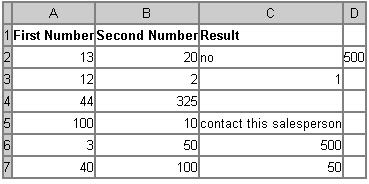 A B C D
1 First Number Second Number Result
2 13 20 no 500
3 12 2 1
4 44 325
5 100 10 contact this salesperson
6 3 50 500
7 40 100 50